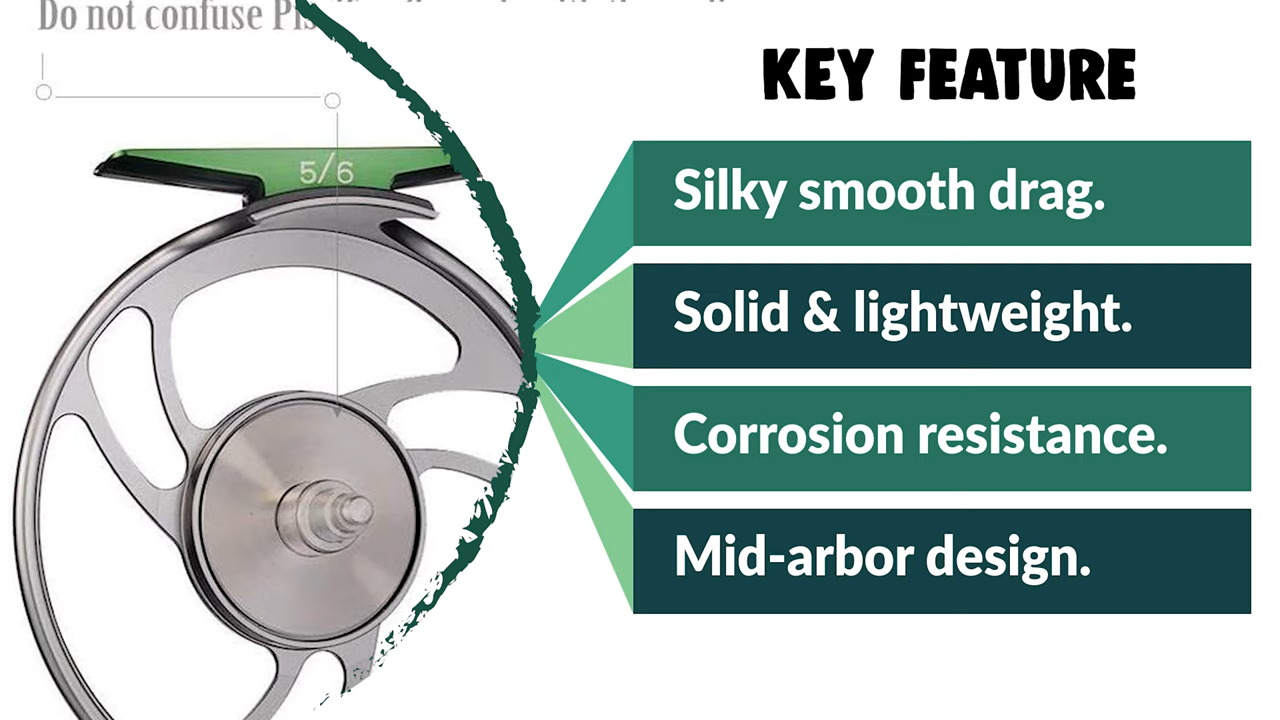 Do not confuse
KEY FEATURE
5/6
Silky smooth drag.
Solid & lightweight.
Corrosion resistance.
Mid-arbor design.